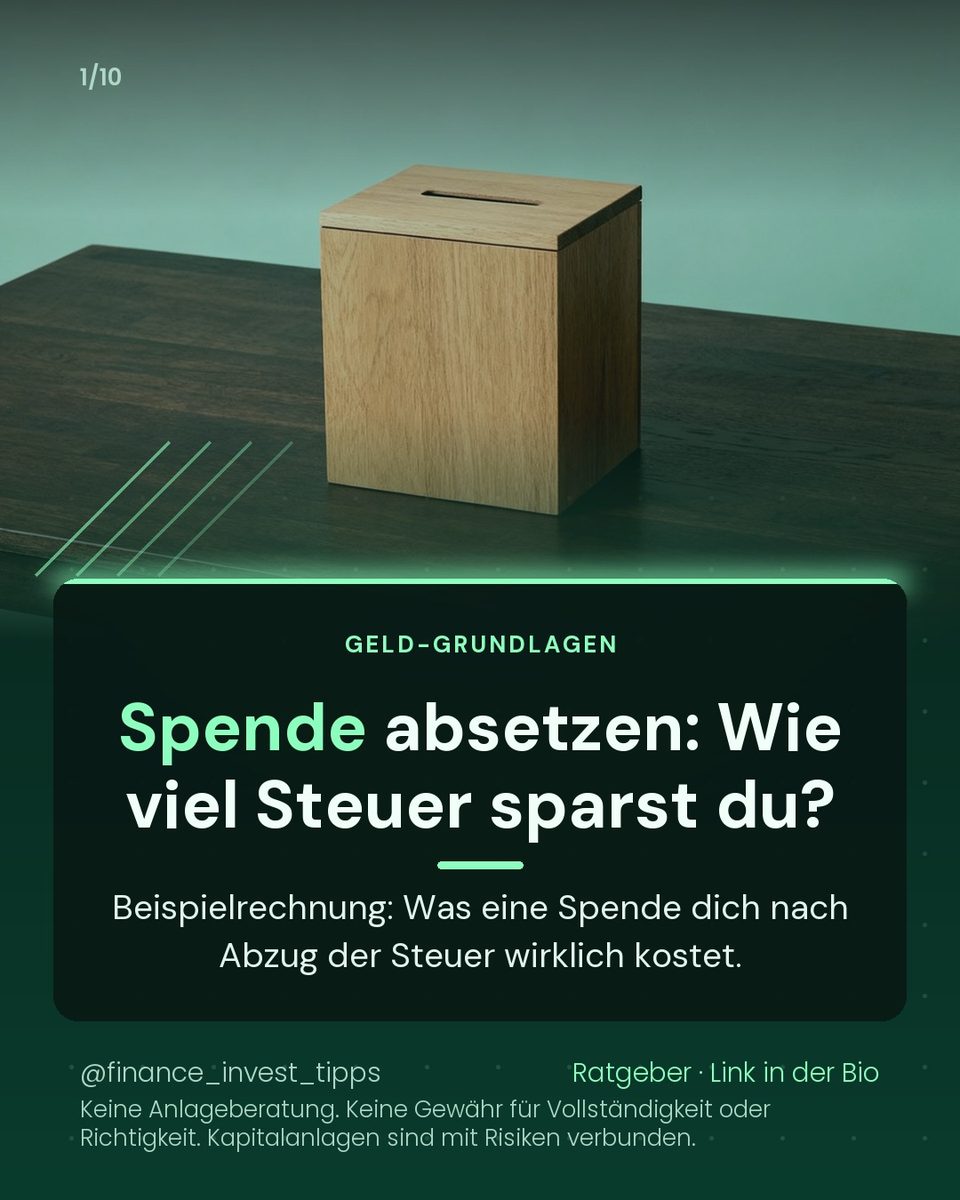 1/10
GELD-GRUNDLAGEN
Spende absetzen: Wie
viel Steuer sparst du?
Beispielrechnung: Was eine Spende dich nach
Abzug der Steuer wirklich kostet.
@finance_invest_tipps
Ratgeber · Link in der Bio
Keine Anlageberatung. Keine Gewähr für Vollständigkeit oder
Richtigkeit. Kapitalanlagen sind mit Risiken verbunden.